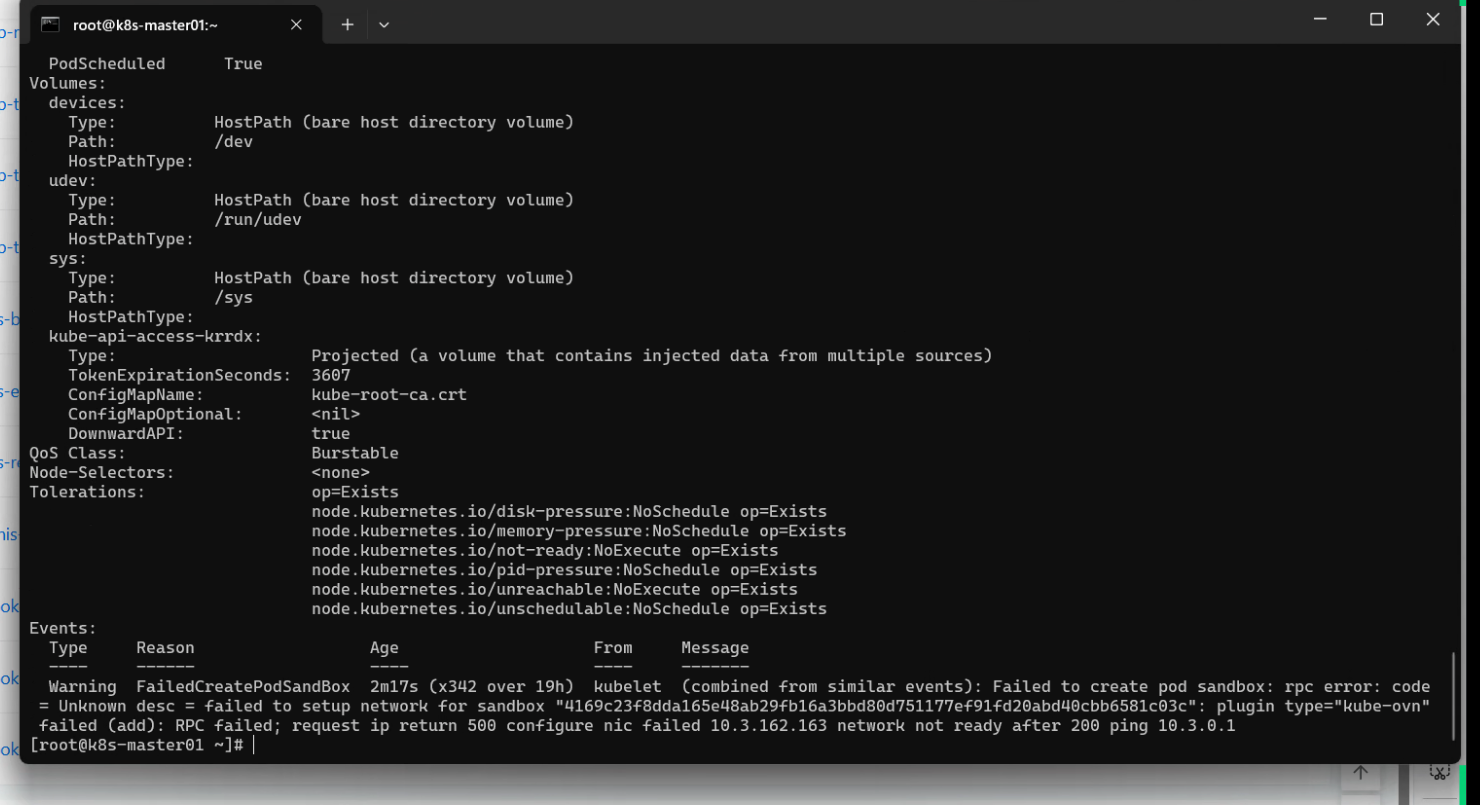 root@k8s-master01:~
PodScheduled True
Volumes:
devices:
Type: HostPath (bare host directory volume)
Path: /dev
HostPathType:
udev:
Type: HostPath (bare host directory volume)
Path: /run/udev
HostPathType:
sys:
Type: HostPath (bare host directory volume)
Path: /sys
HostPathType:
kube-api-access-krrdx:
Type: Projected (a volume that contains injected data from multiple sources)
TokenExpirationSeconds: 3607
ConfigMapName: kube-root-ca.crt
ConfigMapOptional: <nil>
DownwardAPI: true
QoS Class: Burstable
Node-Selectors: <none>
Tolerations: op=Exists
node.kubernetes.io/disk-pressure:NoSchedule op=Exists
node.kubernetes.io/memory-pressure:NoSchedule op=Exists
node.kubernetes.io/not-ready:NoExecute op=Exists
node.kubernetes.io/pid-pressure:NoSchedule op=Exists
node.kubernetes.io/unreachable:NoExecute op=Exists
node.kubernetes.io/unschedulable:NoSchedule op=Exists
Events:
Type Reason Age From Message
---- ------ ---- ---- -------
Warning FailedCreatePodSandBox 2m17s (x342 over 19h) kubelet (combined from similar events): Failed to create pod sandbox: rpc error: code
= Unknown desc = failed to setup network for sandbox "4169c23f8dda165e48ab29fb16a3bbd80d751177ef91fd20abd40cbb6581c03c": plugin type="kube-ovn"
failed (add): RPC failed; request ip return 500 configure nic failed 10.3.162.163 network not ready after 200 ping 10.3.0.1
[root@k8s-master01 ~]#